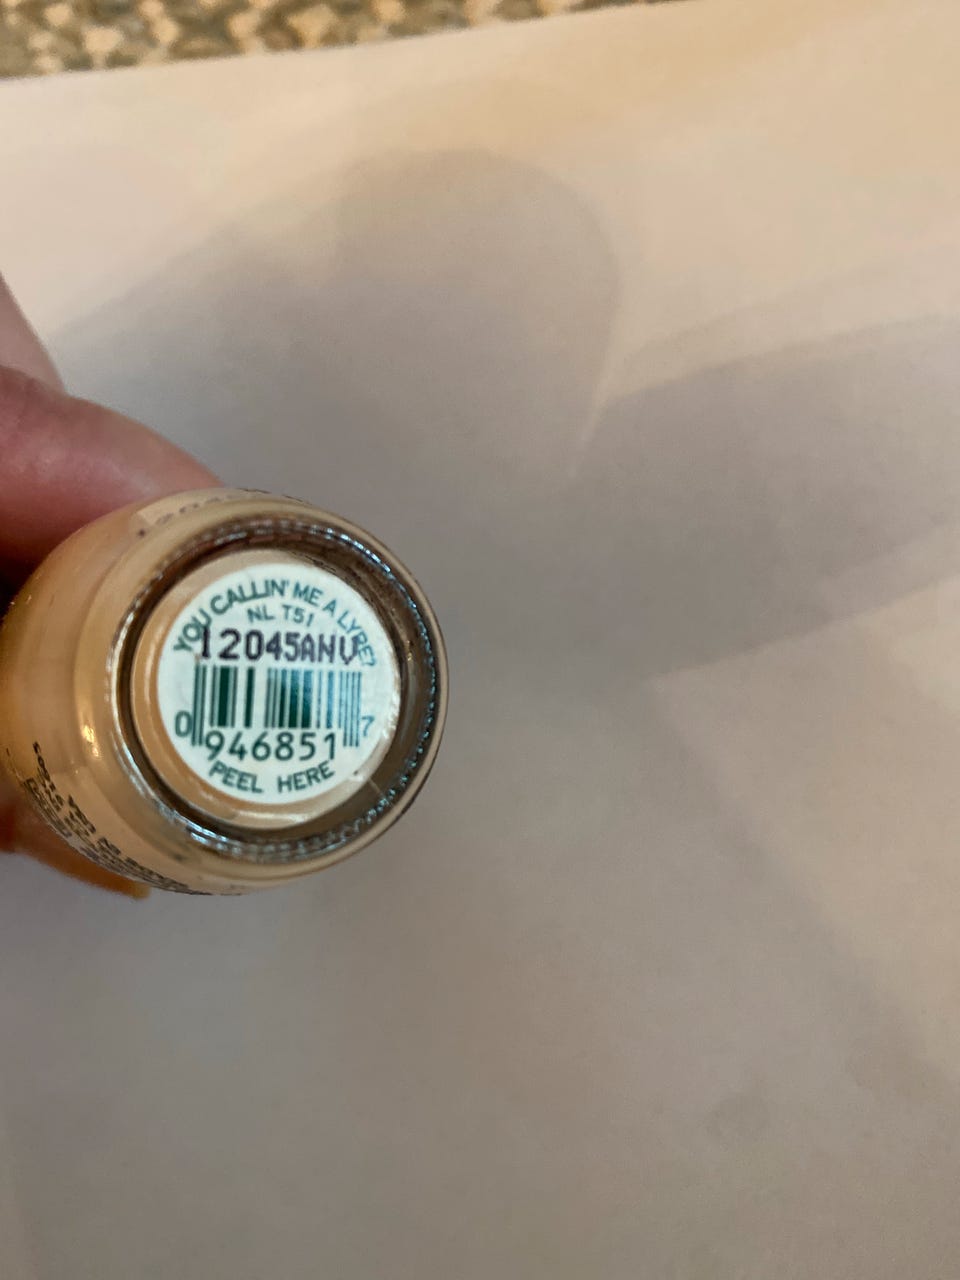 YOU CALLIN' ME A LYRE?
NL T51
12045ANV
0 946851 7
PEEL HERE